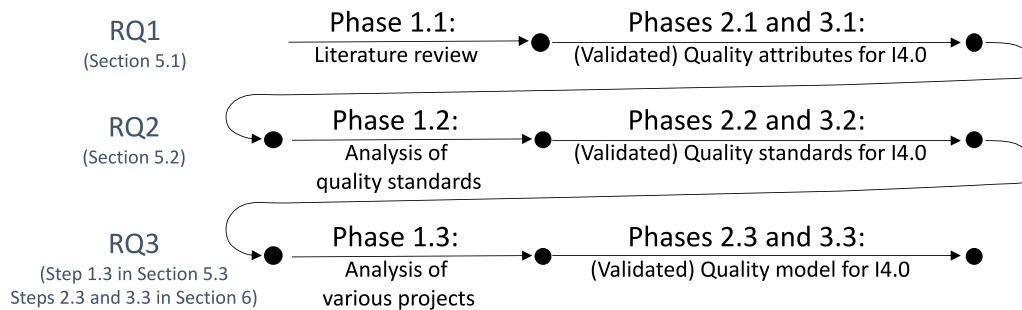 RQ1
(Section 5.1)
Phase 1.1:
Literature review
Phases 2.1 and 3.1:
(Validated) Quality attributes for I4.0
RQ2
(Section 5.2)
Phase 1.2:
Analysis of
quality standards
Phases 2.2 and 3.2:
(Validated) Quality standards for I4.0
RQ3
(Step 1.3 in Section 5.3
Steps 2.3 and 3.3 in Section 6)
Phase 1.3:
Analysis of
various projects
Phases 2.3 and 3.3:
(Validated) Quality model for I4.0